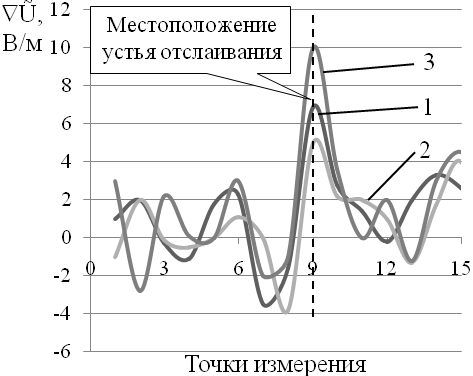 ∇Ũ,
В/м
12
10
8
6
4
2
0
-2
-4
-6
Местоположение
устья отслаивания
3
1
2
0 3 6 9 12 15
Точки измерения